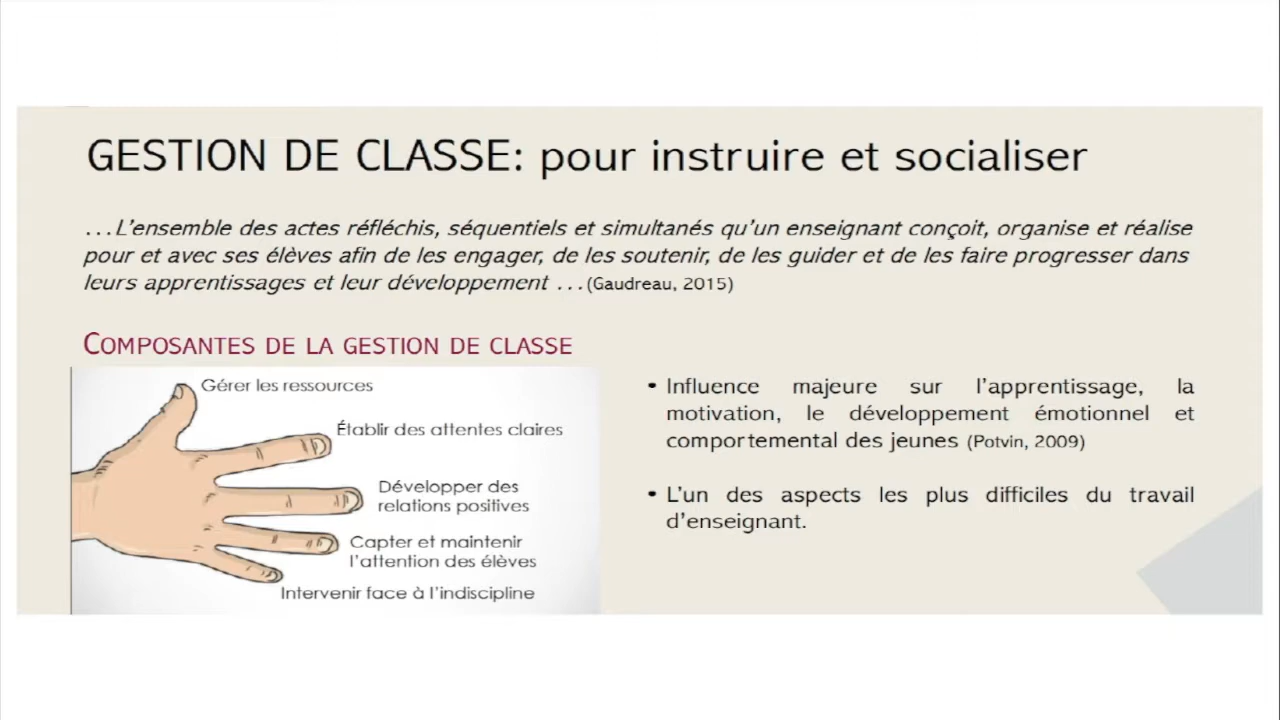 GESTION DE CLASSE: pour instruire et socialiser
...L'ensemble des actes réfléchis, séquentiels et simultanés qu'un enseignant conçoit, organise et réalise
pour et avec ses élèves afin de les engager, de les soutenir, de les guider et de les faire progresser dans
leurs apprentissages et leur développement ...(Gaudreau, 2015)
COMPOSANTES DE LA GESTION DE CLASSE
Gérer les ressources
Établir des attentes claires
Développer des
relations positives
Capter et maintenir
l'attention des élèves
Intervenir face à l'indiscipline
• Influence majeure sur l'apprentissage, la
motivation, le développement émotionnel et
comportemental des jeunes (Potvin, 2009)
• L'un des aspects les plus difficiles du travail
d'enseignant.